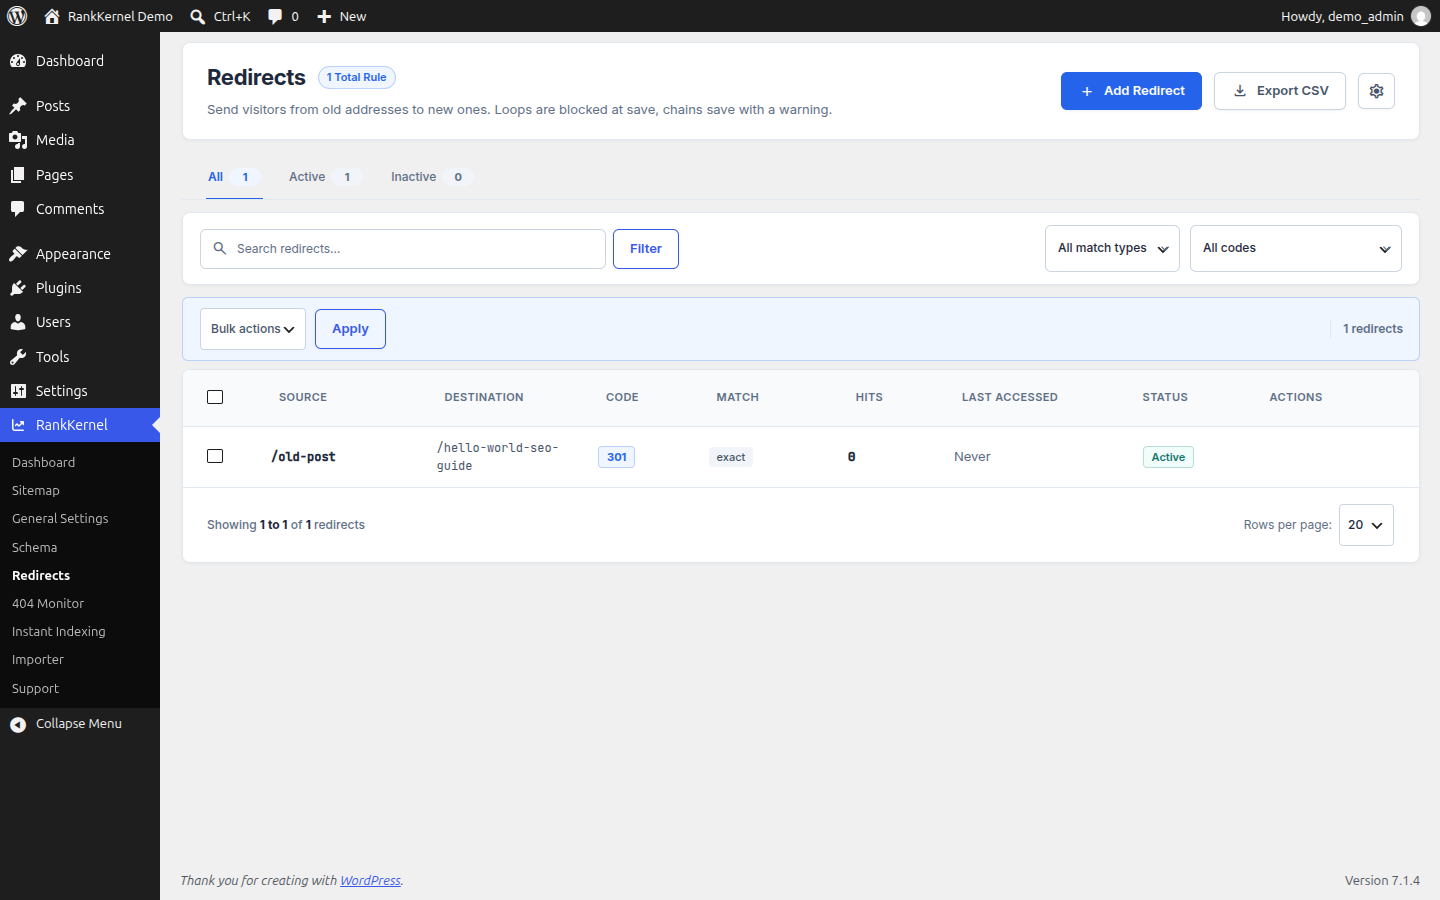 RankKernel Demo Ctrl+K 0 New Howdy, demo_admin
Dashboard
Posts
Media
Pages
Comments
Appearance
Plugins
Users
Tools
Settings
RankKernel
Dashboard
Sitemap
General Settings
Schema
Redirects
404 Monitor
Instant Indexing
Importer
Support
Collapse Menu
Redirects 1 Total Rule
Send visitors from old addresses to new ones. Loops are blocked at save, chains save with a warning.
+ Add Redirect Export CSV
All 1 Active 1 Inactive 0
Search redirects... Filter All match types All codes
Bulk actions Apply 1 redirects
SOURCE DESTINATION CODE MATCH HITS LAST ACCESSED STATUS ACTIONS
/old-post /hello-world-seo- 301 exact 0 Never Active
guide
Showing 1 to 1 of 1 redirects Rows per page: 20
Thank you for creating with WordPress. Version 7.1.4